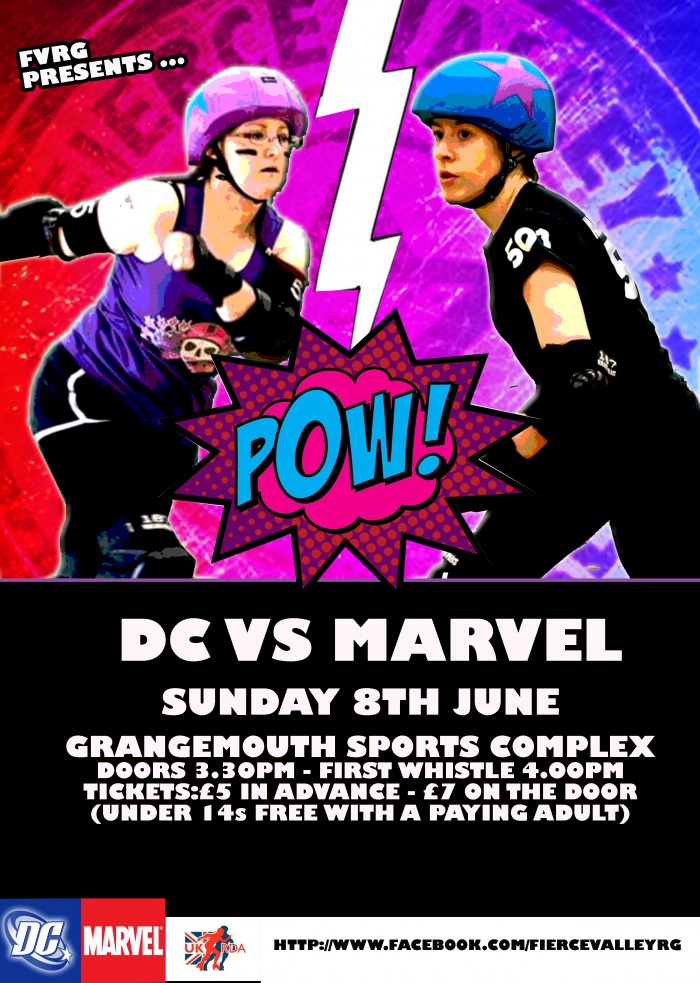 FVRG
PRESENTS ...
POW!
DC VS MARVEL
SUNDAY 8TH JUNE
GRANGEMOUTH SPORTS COMPLEX
DOORS 3.30PM - FIRST WHISTLE 4.00PM
TICKETS:£5 IN ADVANCE - £7 ON THE DOOR
(UNDER 14s FREE WITH A PAYING ADULT)
DC MARVEL UKRDA
HTTP://WWW.FACEBOOK.COM/FIERCEVALLEYRG